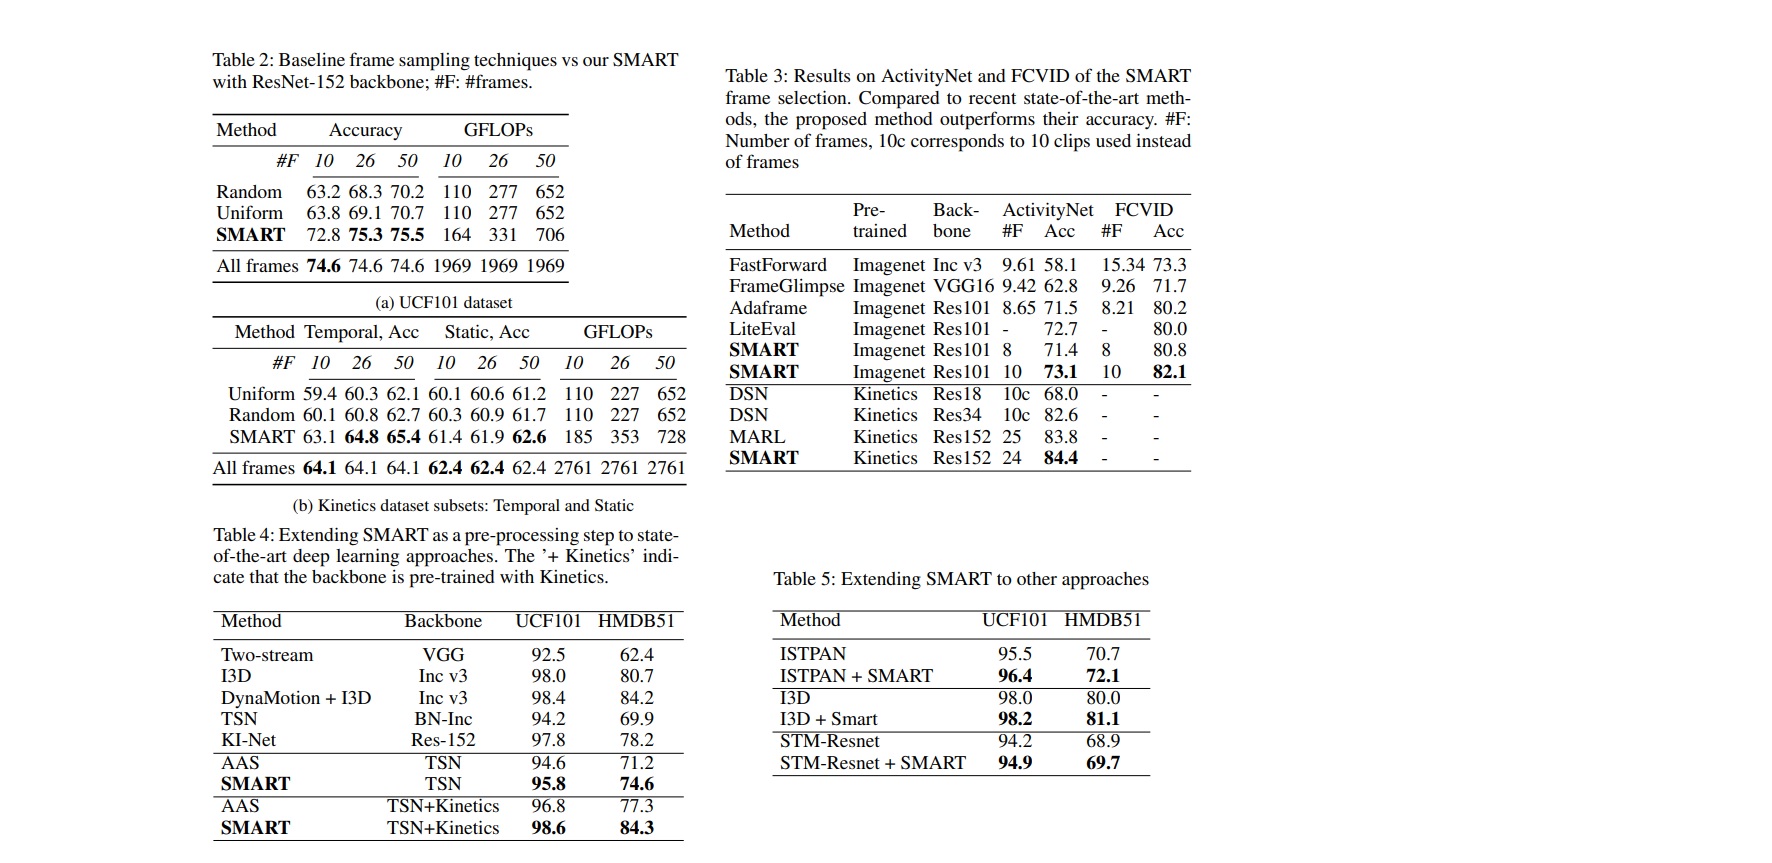 Table 2: Baseline frame sampling techniques vs our SMART
with ResNet-152 backbone; #F: #frames.
Method Accuracy GFLOPs
#F 10 26 50 10 26 50
Random 63.2 68.3 70.2 110 277 652
Uniform 63.8 69.1 70.7 110 277 652
SMART 72.8 75.3 75.5 164 331 706
All frames 74.6 74.6 74.6 1969 1969 1969
(a) UCF101 dataset
Method Temporal, Acc Static, Acc GFLOPs
#F 10 26 50 10 26 50 10 26 50
Uniform 59.4 60.3 62.1 60.1 60.6 61.2 110 227 652
Random 60.1 60.8 62.7 60.3 60.9 61.7 110 227 652
SMART 63.1 64.8 65.4 61.4 61.9 62.6 185 353 728
All frames 64.1 64.1 64.1 62.4 62.4 62.4 2761 2761 2761
(b) Kinetics dataset subsets: Temporal and Static
Table 3: Results on ActivityNet and FCVID of the SMART
frame selection. Compared to recent state-of-the-art meth-
ods, the proposed method outperforms their accuracy. #F:
Number of frames, 10c corresponds to 10 clips used instead
of frames
Pre- Back- ActivityNet FCVID
Method trained bone #F Acc #F Acc
FastForward Imagenet Inc v3 9.61 58.1 15.34 73.3
FrameGlimpse Imagenet VGG16 9.42 62.8 9.26 71.7
Adaframe Imagenet Res101 8.65 71.5 8.21 80.2
LiteEval Imagenet Res101 - 72.7 - 80.0
SMART Imagenet Res101 8 71.4 8 80.8
SMART Imagenet Res101 10 73.1 10 82.1
DSN Kinetics Res18 10c 68.0 - -
DSN Kinetics Res34 10c 82.6 - -
MARL Kinetics Res152 25 83.8 - -
SMART Kinetics Res152 24 84.4 - -
Table 4: Extending SMART as a pre-processing step to state-
of-the-art deep learning approaches. The '+ Kinetics' indi-
cate that the backbone is pre-trained with Kinetics.
Method Backbone UCF101 HMDB51
Two-stream VGG 92.5 62.4
I3D Inc v3 98.0 80.7
DynaMotion + I3D Inc v3 98.4 84.2
TSN BN-Inc 94.2 69.9
KI-Net Res-152 97.8 78.2
AAS TSN 94.6 71.2
SMART TSN 95.8 74.6
AAS TSN+Kinetics 96.8 77.3
SMART TSN+Kinetics 98.6 84.3
Table 5: Extending SMART to other approaches
Method UCF101 HMDB51
ISTPAN 95.5 70.7
ISTPAN + SMART 96.4 72.1
I3D 98.0 80.0
I3D + Smart 98.2 81.1
STM-Resnet 94.2 68.9
STM-Resnet + SMART 94.9 69.7